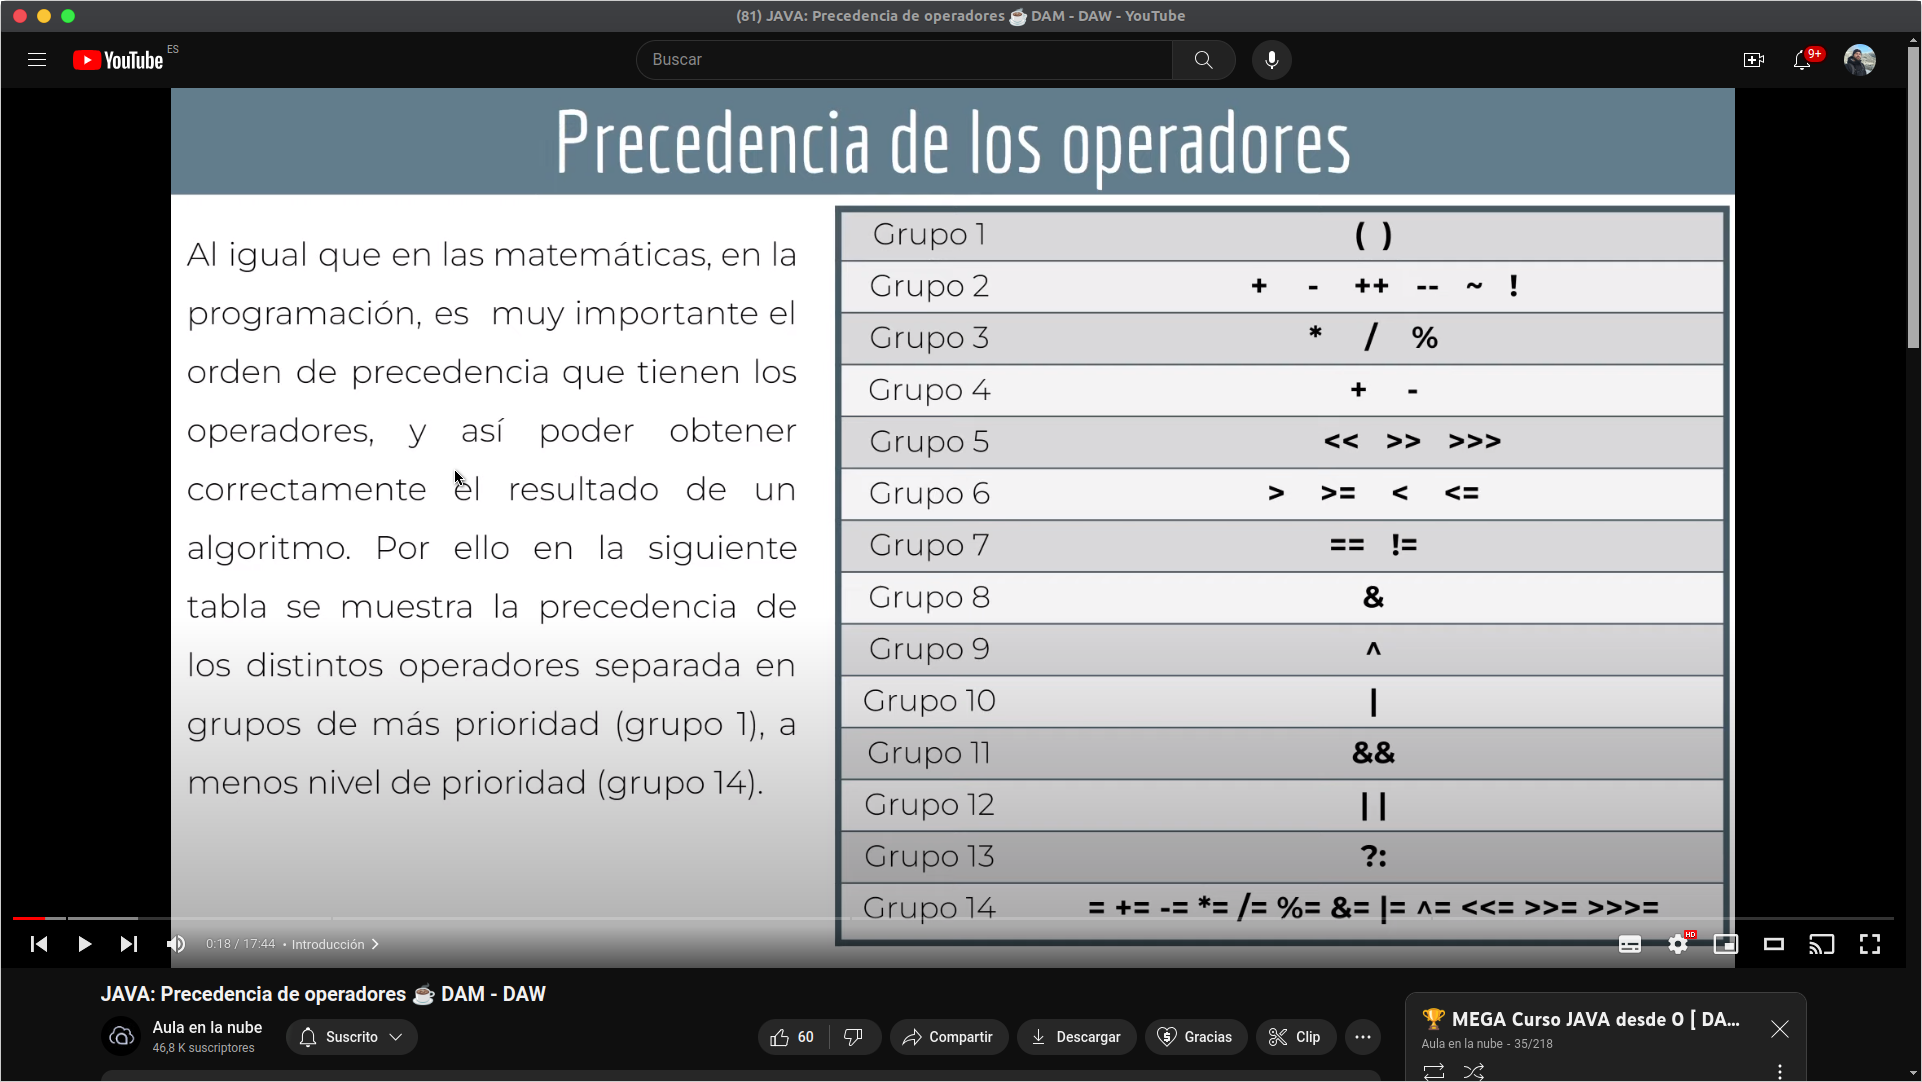 (81) JAVA: Precedencia de operadores ☕ DAM - DAW - YouTube
YouTube ES
Buscar
9+
Precedencia de los operadores
Al igual que en las matemáticas, en la
programación, es muy importante el
orden de precedencia que tienen los
operadores, y así poder obtener
correctamente el resultado de un
algoritmo. Por ello en la siguiente
tabla se muestra la precedencia de
los distintos operadores separada en
grupos de más prioridad (grupo 1), a
menos nivel de prioridad (grupo 14).
Grupo 1 ( )
Grupo 2 + - ++ -- ~ !
Grupo 3 * / %
Grupo 4 + -
Grupo 5 << >> >>>
Grupo 6 > >= < <=
Grupo 7 == !=
Grupo 8 &
Grupo 9 ^
Grupo 10 |
Grupo 11 &&
Grupo 12 ||
Grupo 13 ?:
Grupo 14 = += -= *= /= %= &= |= ^= <<= >>= >>>=
0:18 / 17:44 • Introducción
HD
JAVA: Precedencia de operadores ☕ DAM - DAW
Aula en la nube
46,8 K suscriptores
Suscrito
60
Compartir
Descargar
Gracias
Clip
🏆 MEGA Curso JAVA desde O [ DA...
Aula en la nube - 35/218